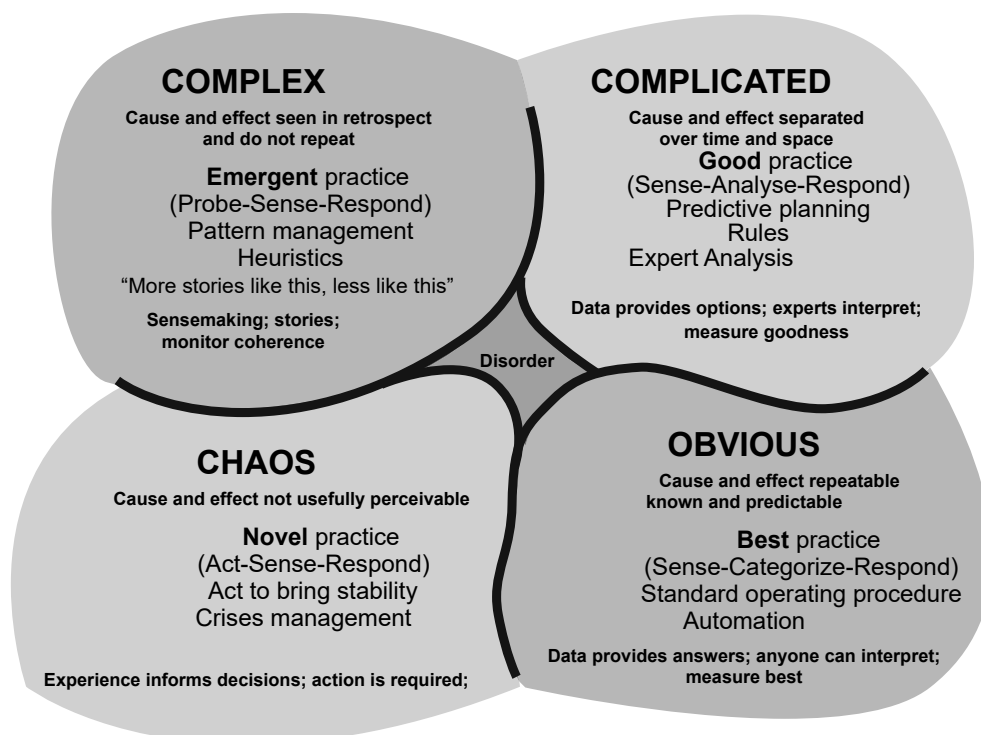 COMPLEX
Cause and effect seen in retrospect
and do not repeat
Emergent practice
(Probe-Sense-Respond)
Pattern management
Heuristics
“More stories like this, less like this”
Sensemaking; stories;
monitor coherence
COMPLICATED
Cause and effect separated
over time and space
Good practice
(Sense-Analyse-Respond)
Predictive planning
Rules
Expert Analysis
Data provides options; experts interpret;
measure goodness
Disorder
CHAOS
Cause and effect not usefully perceivable
Novel practice
(Act-Sense-Respond)
Act to bring stability
Crises management
Experience informs decisions; action is required;
OBVIOUS
Cause and effect repeatable
known and predictable
Best practice
(Sense-Categorize-Respond)
Standard operating procedure
Automation
Data provides answers; anyone can interpret;
measure best